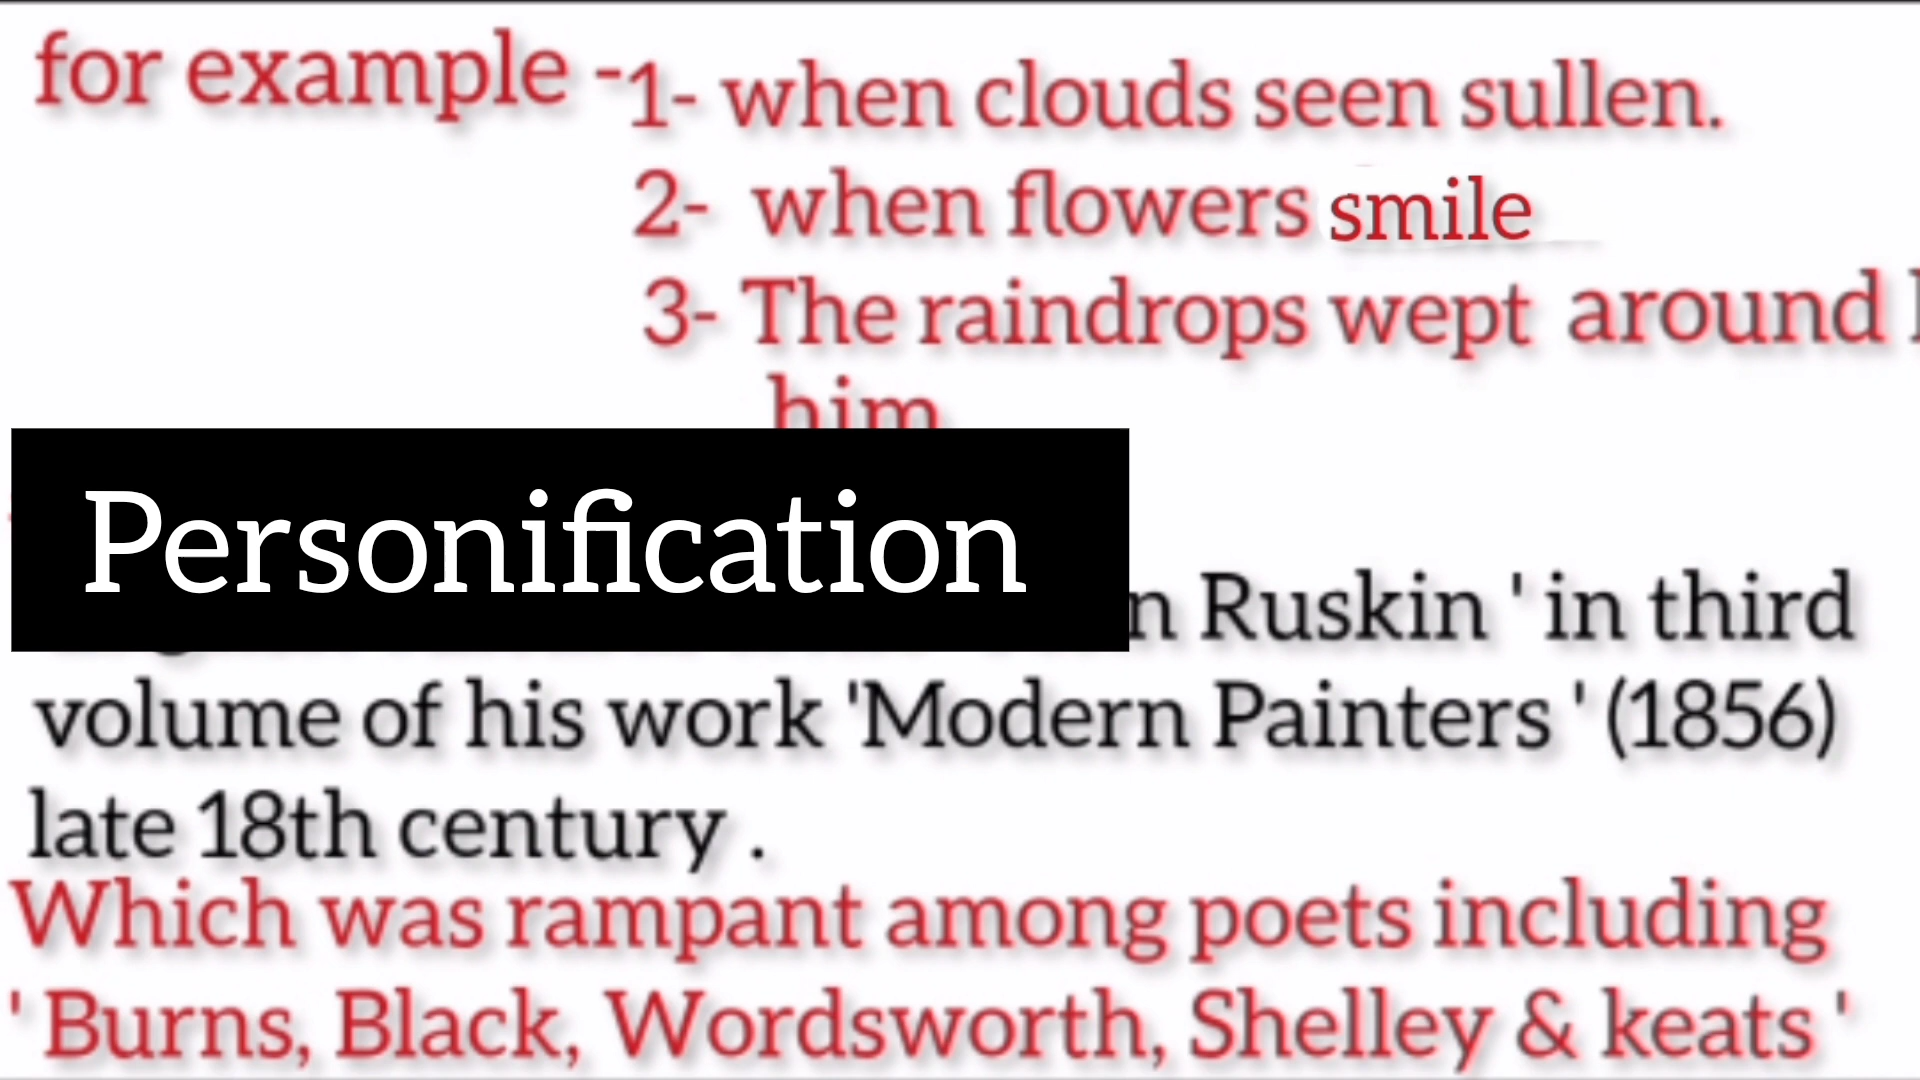 for example -
1- when clouds seen sullen.
2- when flowers smile
3- The raindrops wept around
him
Personification
Ruskin ' in third
volume of his work 'Modern Painters ' (1856)
late 18th century .
Which was rampant among poets including
' Burns, Black, Wordsworth, Shelley & keats '